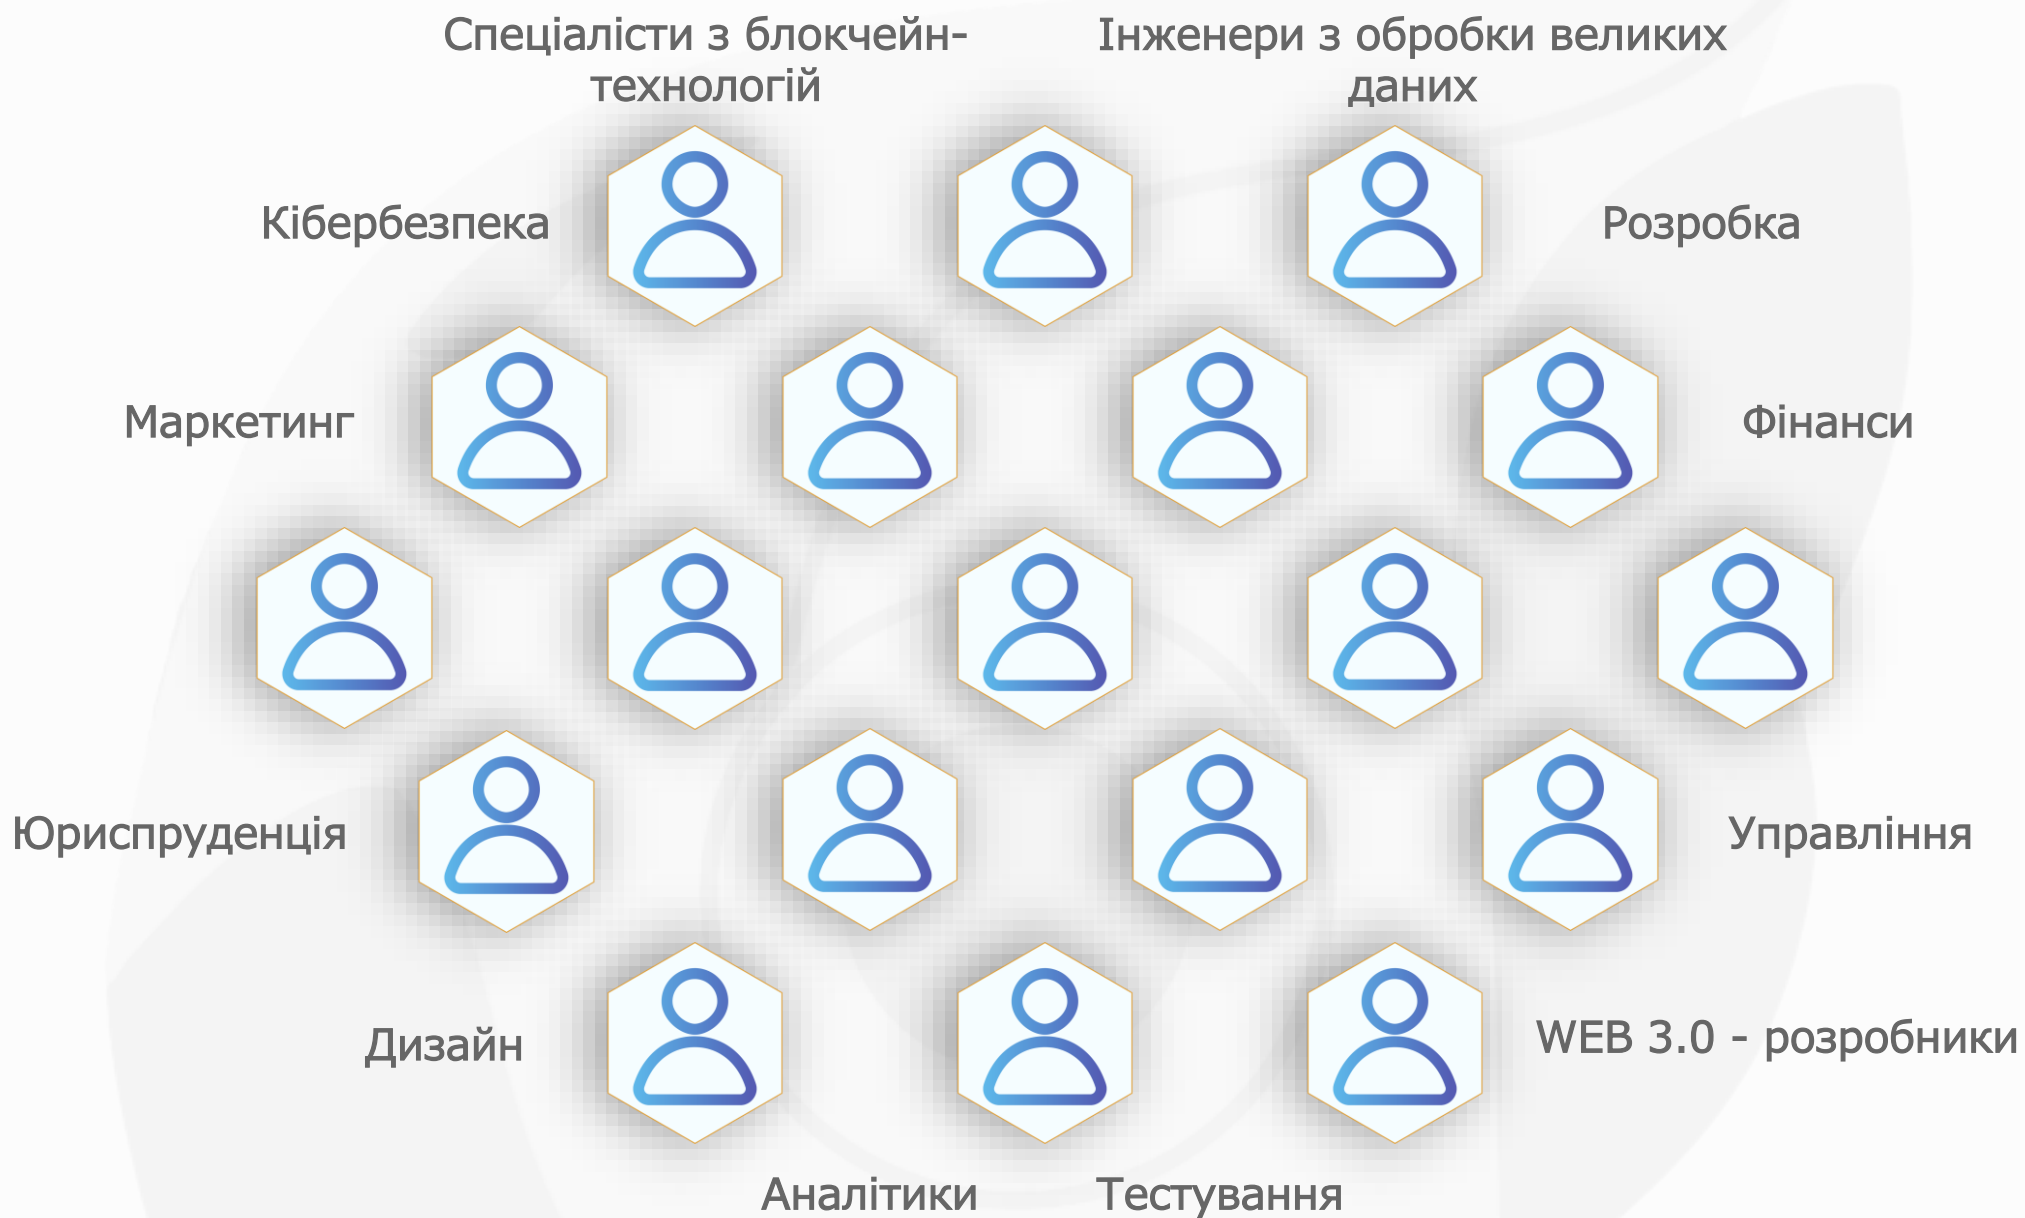 Спеціалісти з блокчейн-
технологій
Інженери з обробки великих
даних
Кібербезпека
Розробка
Маркетинг
Фінанси
Юриспруденція
Управління
Дизайн
WEB 3.0 - розробники
Аналітики
Тестування